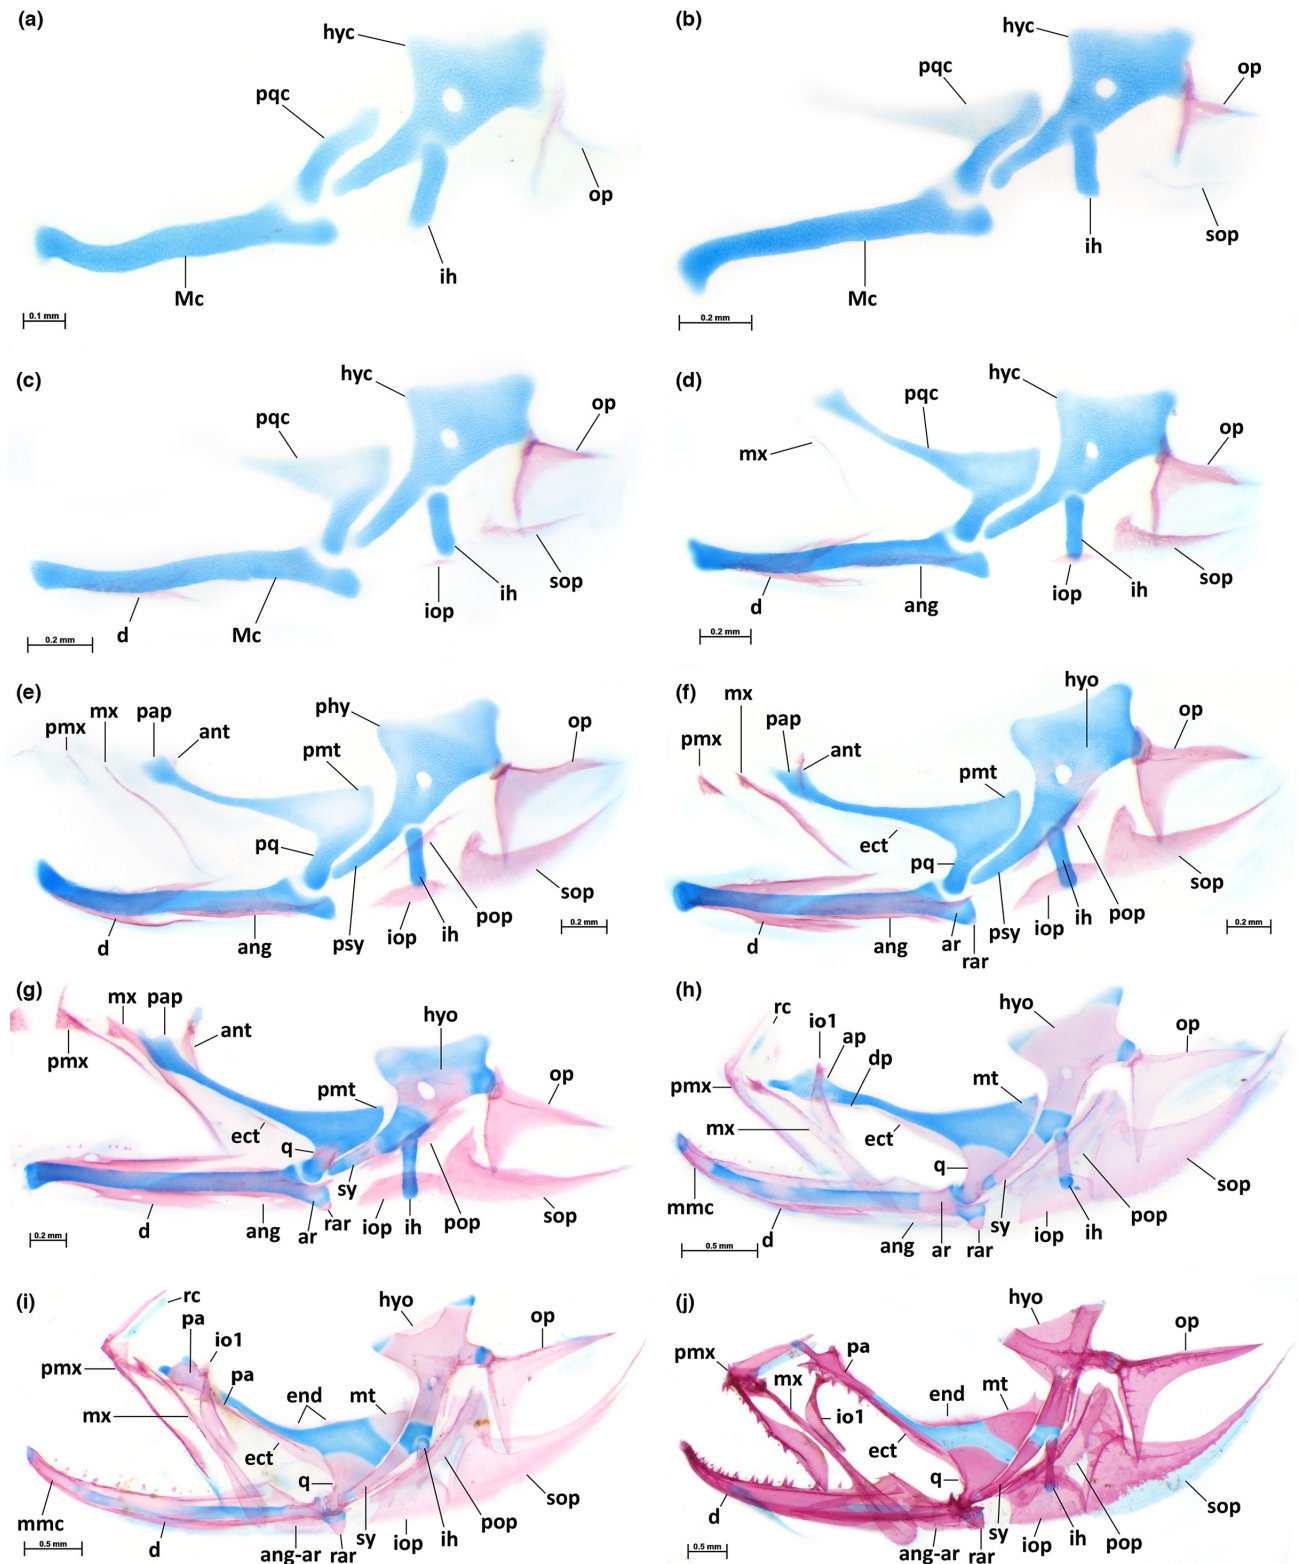 (a)
hyc
pqc
op
ih
Mc
0.1 mm
(b)
hyc
pqc
op
ih
sop
Mc
0.2 mm
(c)
hyc
pqc
op
sop
ih
iop
d
Mc
0.2 mm
(d)
hyc
pqc
mx
op
sop
iop
ih
d
ang
0.2 mm
(e)
pmx
mx
pap
ant
phy
pmt
op
pq
sop
d
ang
psy
iop
ih
pop
0.2 mm
(f)
hyo
mx
pmx
pap
ant
op
pmt
ect
pq
sop
d
ang
ar
rar
psy
iop
ih
pop
0.2 mm
(g)
mx
pap
pmx
ant
hyo
pmt
op
ect
q
sy
d
ang
ar
rar
iop
ih
pop
sop
0.2 mm
(h)
rc
io1
ap
dp
hyo
op
pmx
mt
mx
ect
q
mmc
d
ang
ar
rar
sy
iop
ih
pop
sop
0.5 mm
(i)
rc
pa
io1
hyo
op
pmx
pa
end
mt
mx
ect
q
mmc
d
ang-ar
rar
sy
iop
ih
pop
sop
0.5 mm
(j)
hyo
op
pmx
pa
mx
io1
end
mt
ect
q
d
ang-ar
rar
sy
iop
ih
pop
sop
0.5 mm